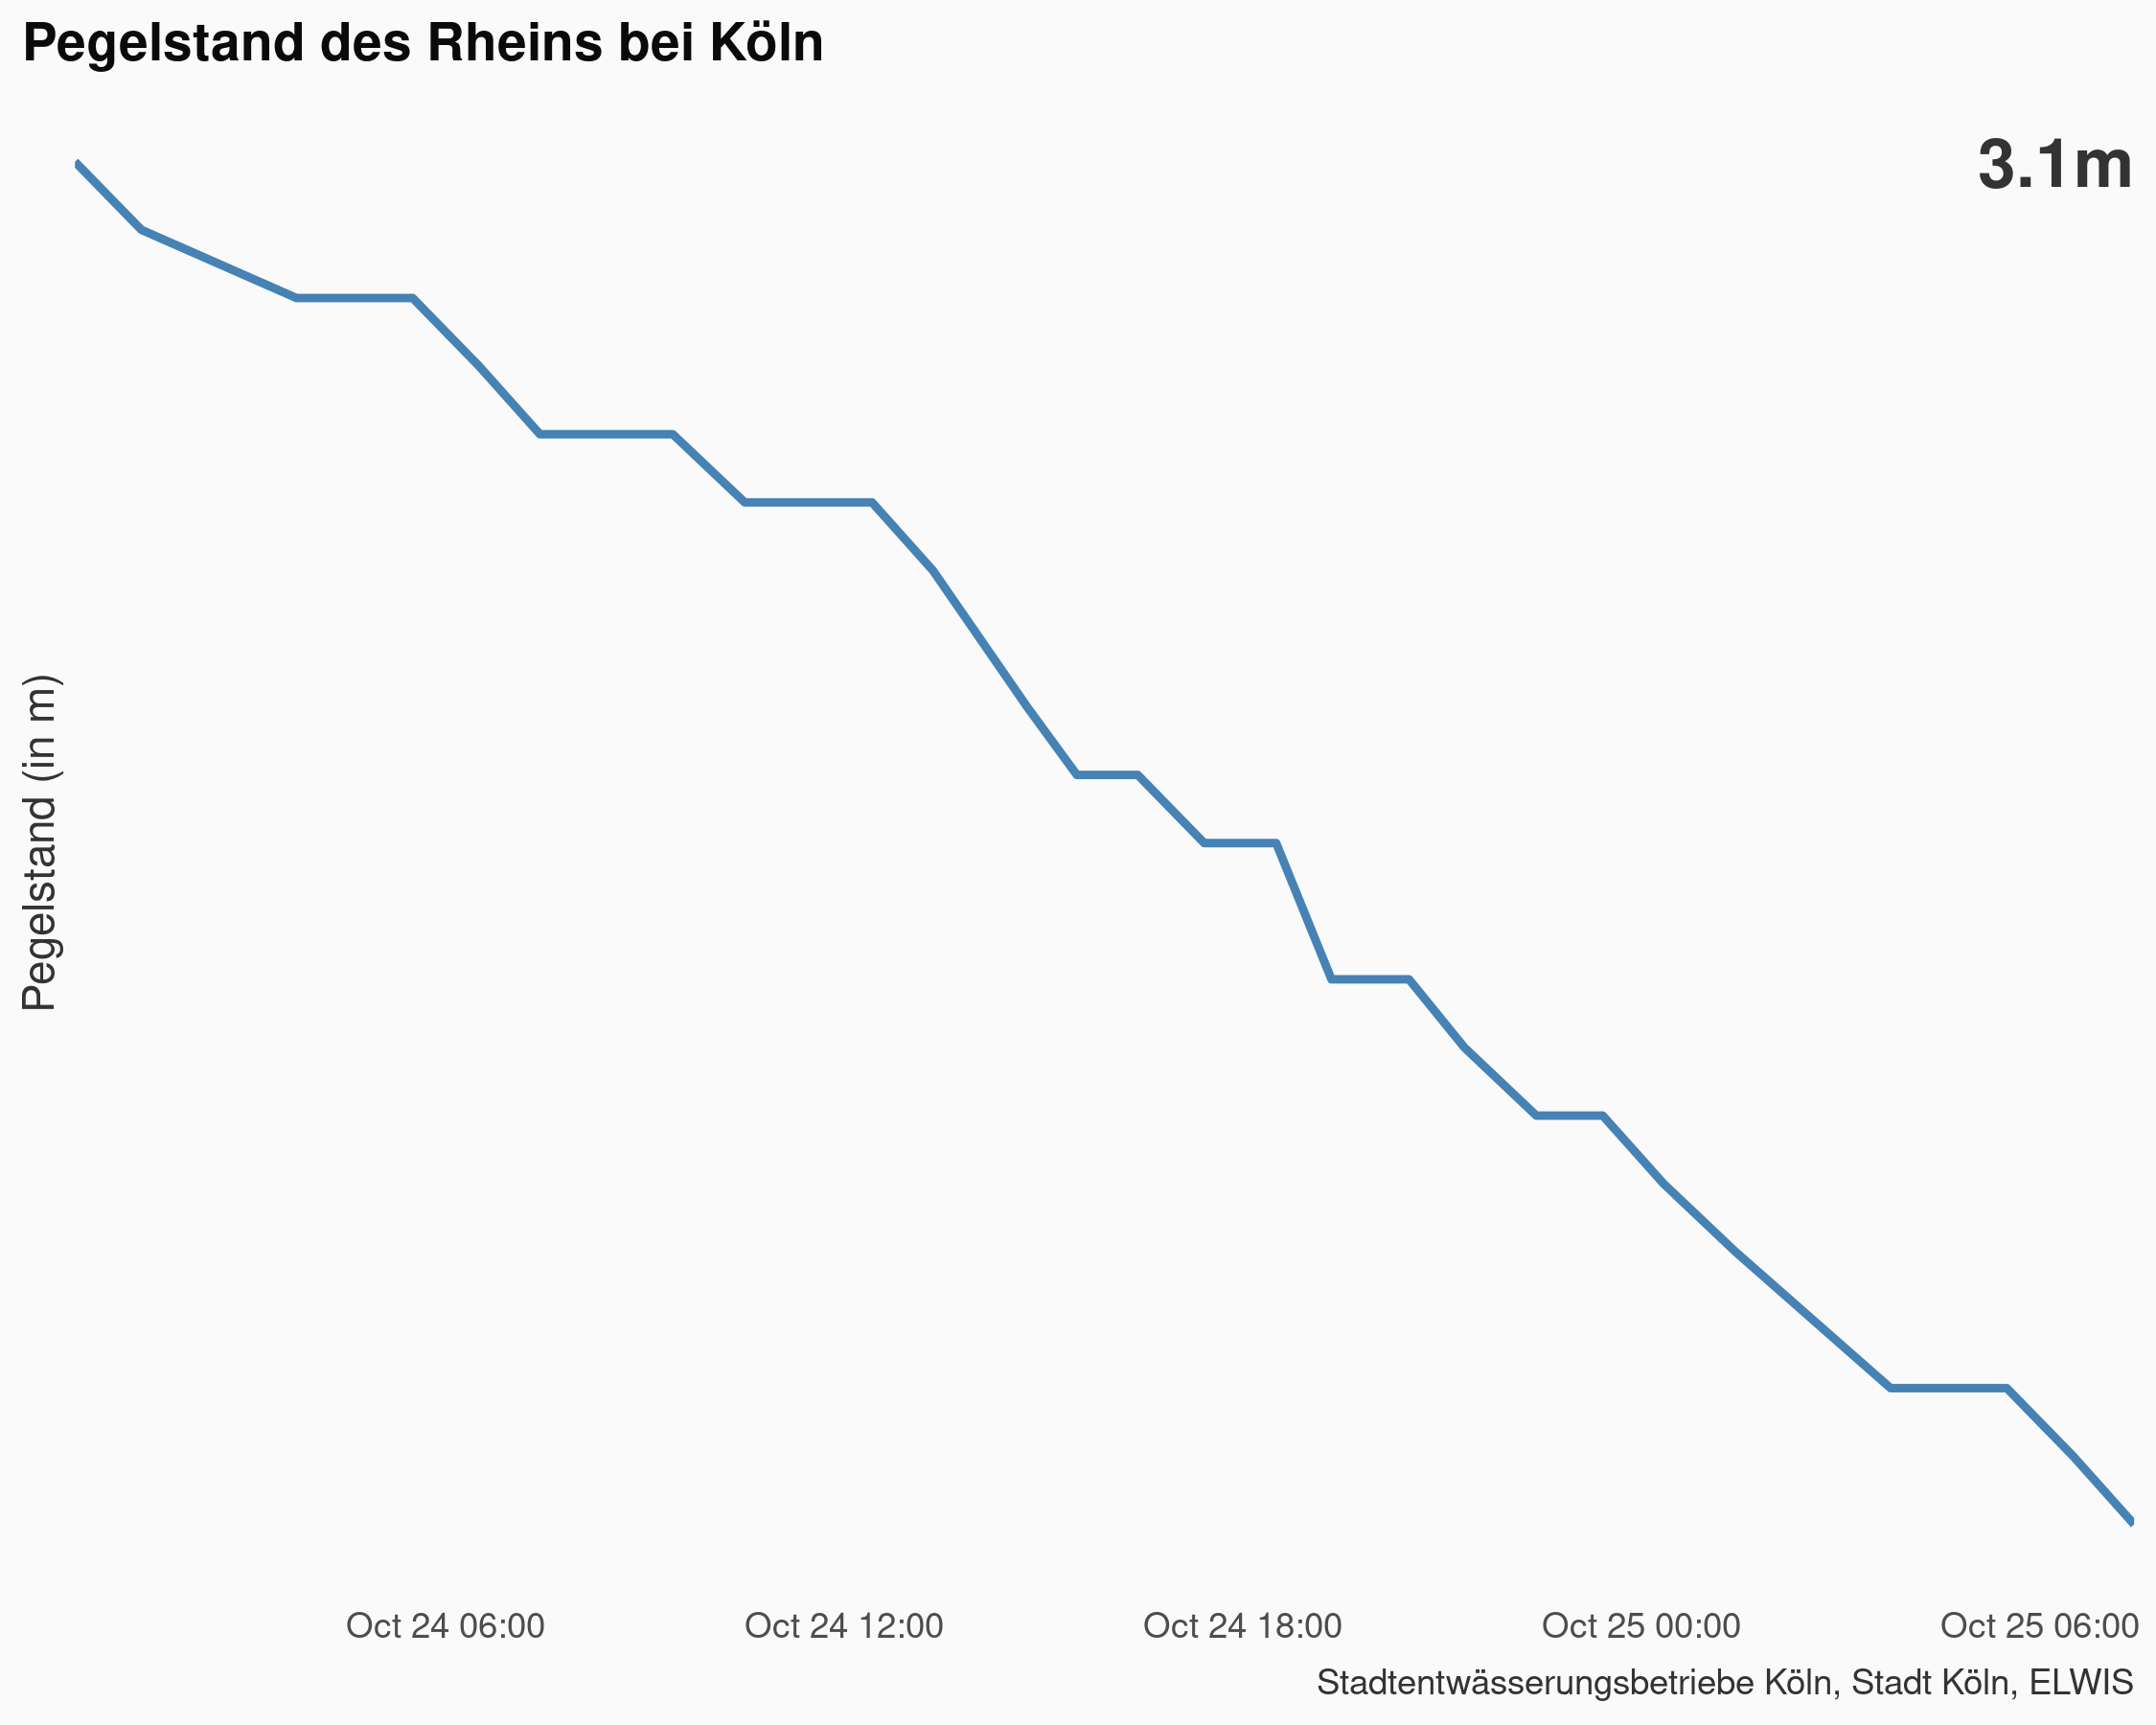 Pegelstand des Rheins bei Köln
3.1m
Pegelstand (in m)
Oct 24 06:00 Oct 24 12:00 Oct 24 18:00 Oct 25 00:00 Oct 25 06:00
Stadtentwässerungsbetriebe Köln, Stadt Köln, ELWIS